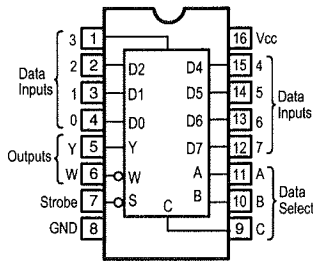 3 1 16 Vcc
2 2 D2 D4 15 4
Data Inputs
1 3 D1 D5 14 5
Data Inputs
0 4 D0 D6 13 6
Y 5 Y D7 12 7
Outputs
W 6 W A 11 A
Strobe 7 S B 10 B
Data Select
GND 8 C 9 C